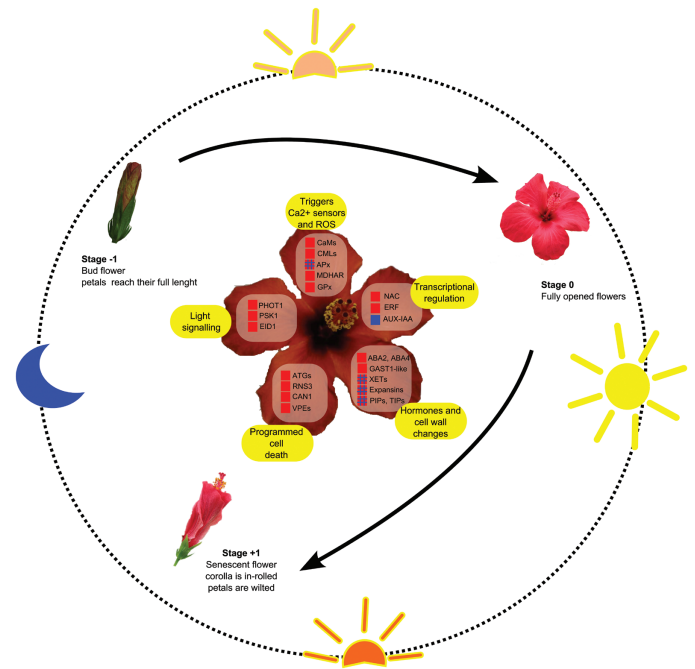 Triggers
Ca2+ sensors
and ROS
CaMs
CMLs
APx
MDHAR
GPx
Stage -1
Bud flower
petals reach their full lenght
Stage 0
Fully opened flowers
Light
signalling
PHOT1
PSK1
EID1
Transcriptional
regulation
NAC
ERF
AUX-IAA
ABA2, ABA4
GAST1-like
XETs
Expansins
PIPs, TIPs
Hormones and
cell wall
changes
ATGs
RNS3
CAN1
VPEs
Programmed
cell
death
Stage +1
Senescent flower
corolla is in-rolled
petals are wilted